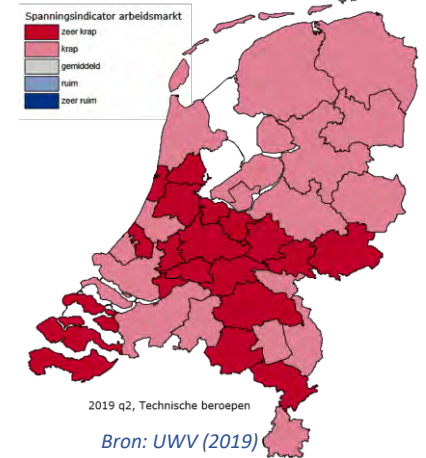 Spanningsindicator arbeidsmarkt
zeer krap
krap
gemiddeld
ruim
zeer ruim
2019 q2, Technische beroepen
Bron: UWV (2019)